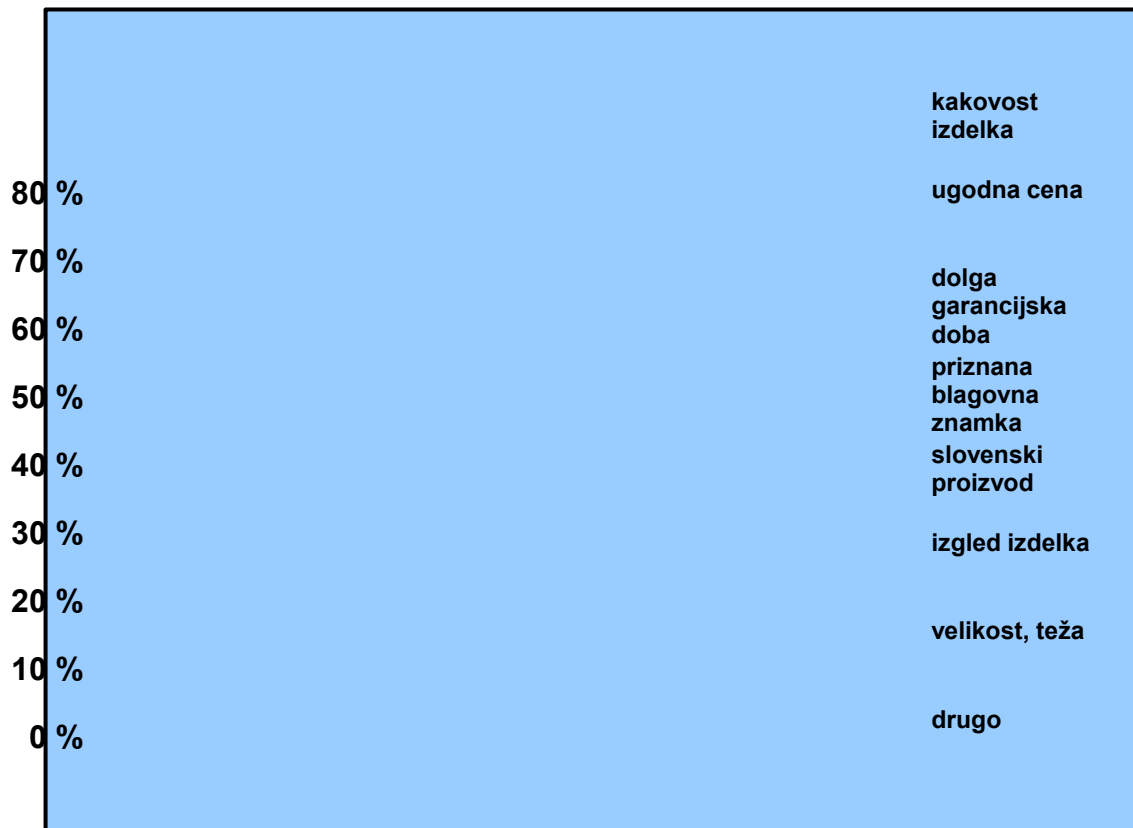 80 %
70 %
60 %
50 %
40 %
30 %
20 %
10 %
0 %
kakovost
izdelka
ugodna cena
dolga
garancijska
doba
priznana
blagovna
znamka
slovenski
proizvod
izgled izdelka
velikost, teža
drugo